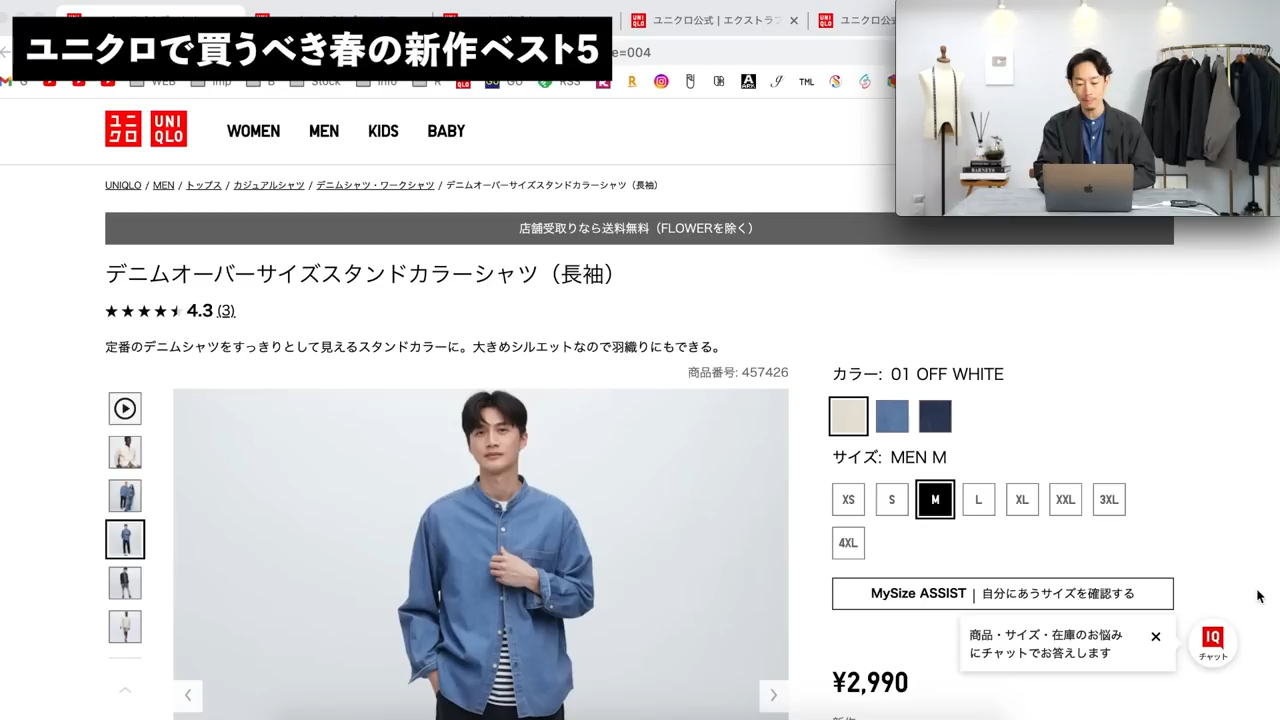 ユニクロで買うべき春の新作ベスト5
ユニクロ公式 | エクストラフ
ユニクロ公式
e=004
WEB
Imp
B
Stock
Info
R
GU
RSS
TML
ユニクロ UNIQLO
WOMEN MEN KIDS BABY
UNIQLO / MEN / トップス / カジュアルシャツ / デニムシャツ・ワークシャツ / デニムオーバーサイズスタンドカラーシャツ（長袖）
店舗受取りなら送料無料（FLOWERを除く）
デニムオーバーサイズスタンドカラーシャツ（長袖）
4.3 (3)
定番のデニムシャツをすっきりとして見えるスタンドカラーに。大きめシルエットなので羽織りにもできる。
商品番号: 457426
カラー: 01 OFF WHITE
サイズ: MEN M
XS S M L XL XXL 3XL
4XL
MySize ASSIST | 自分にあうサイズを確認する
商品・サイズ・在庫のお悩み
にチャットでお答えします
IQ
チャット
¥2,990